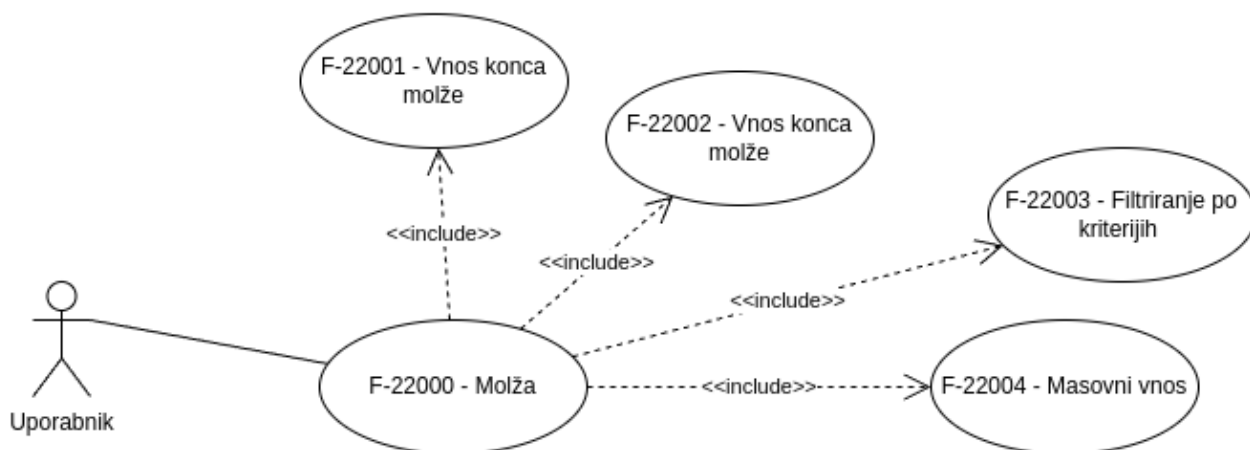 F-22001 - Vnos konca
molže
F-22002 - Vnos konca
molže
F-22003 - Filtriranje po
kriterijih
<<include>>
<<include>>
<<include>>
F-22000 - Molža
<<include>>
F-22004 - Masovni vnos
Uporabnik